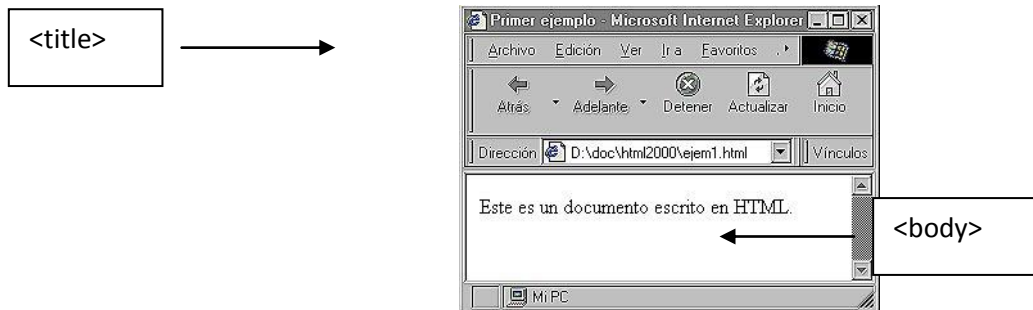 <title>
Primer ejemplo - Microsoft Internet Explorer
Archivo Edición Ver Ir a Favoritos
Atrás Adelante Detener Actualizar Inicio
Dirección D:\doc\html2000\ejem1.html Vínculos
Este es un documento escrito en HTML.
<body>
Mi PC